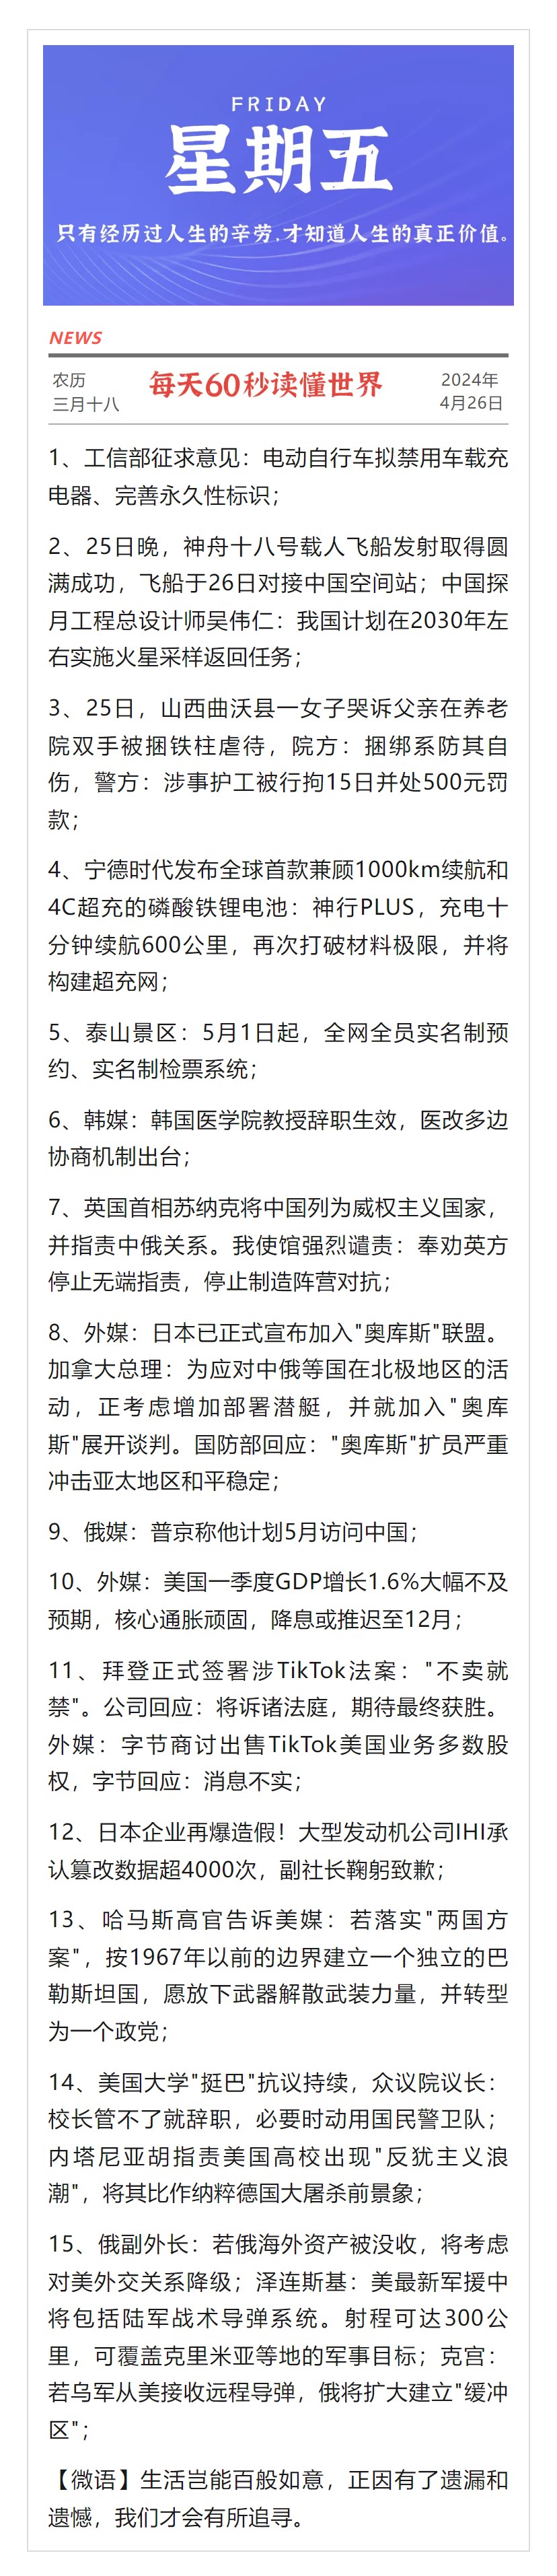 FRIDAY
星期五
只有经历过人生的辛劳,才知道人生的真正价值。
NEWS
农历
三月十八
每天60秒读懂世界
2024年
4月26日
1、工信部征求意见：电动自行车拟禁用车载充
电器、完善永久性标识；
2、25日晚，神舟十八号载人飞船发射取得圆
满成功，飞船于26日对接中国空间站；中国探
月工程总设计师吴伟仁：我国计划在2030年左
右实施火星采样返回任务；
3、25日，山西曲沃县一女子哭诉父亲在养老
院双手被捆铁柱虐待，院方：捆绑系防其自
伤，警方：涉事护工被行拘15日并处500元罚
款；
4、宁德时代发布全球首款兼顾1000km续航和
4C超充的磷酸铁锂电池：神行PLUS，充电十
分钟续航600公里，再次打破材料极限，并将
构建超充网；
5、泰山景区：5月1日起，全网全员实名制预
约、实名制检票系统；
6、韩媒：韩国医学院教授辞职生效，医改多边
协商机制出台；
7、英国首相苏纳克将中国列为威权主义国家，
并指责中俄关系。我使馆强烈谴责：奉劝英方
停止无端指责，停止制造阵营对抗；
8、外媒：日本已正式宣布加入"奥库斯"联盟。
加拿大总理：为应对中俄等国在北极地区的活
动，正考虑增加部署潜艇，并就加入"奥库
斯"展开谈判。国防部回应："奥库斯"扩员严重
冲击亚太地区和平稳定；
9、俄媒：普京称他计划5月访问中国；
10、外媒：美国一季度GDP增长1.6%大幅不及
预期，核心通胀顽固，降息或推迟至12月；
11、拜登正式签署涉TikTok法案："不卖就
禁"。公司回应：将诉诸法庭，期待最终获胜。
外媒：字节商讨出售TikTok美国业务多数股
权，字节回应：消息不实；
12、日本企业再爆造假！大型发动机公司IHI承
认篡改数据超4000次，副社长鞠躬致歉；
13、哈马斯高官告诉美媒：若落实"两国方
案"，按1967年以前的边界建立一个独立的巴
勒斯坦国，愿放下武器解散武装力量，并转型
为一个政党；
14、美国大学"挺巴"抗议持续，众议院议长：
校长管不了就辞职，必要时动用国民警卫队；
内塔尼亚胡指责美国高校出现"反犹主义浪
潮"，将其比作纳粹德国大屠杀前景象；
15、俄副外长：若俄海外资产被没收，将考虑
对美外交关系降级；泽连斯基：美最新军援中
将包括陆军战术导弹系统。射程可达300公
里，可覆盖克里米亚等地的军事目标；克宫：
若乌军从美接收远程导弹，俄将扩大建立"缓冲
区"；
【微语】生活岂能百般如意，正因有了遗漏和
遗憾，我们才会有所追寻。